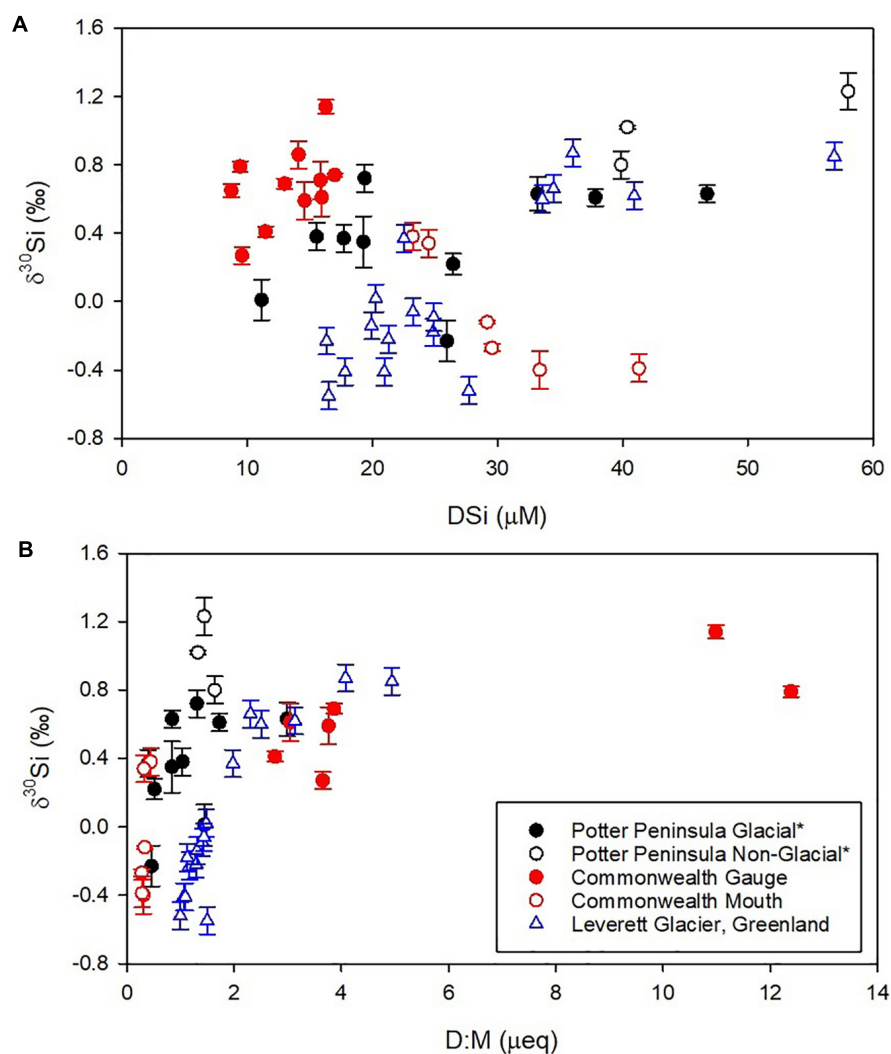 A
1.6
1.2
0.8
0.4
0.0
-0.4
-0.8
δ30Si (‰)
0 10 20 30 40 50 60
DSi (µM)
B
1.6
1.2
0.8
0.4
0.0
-0.4
-0.8
δ30Si (‰)
Potter Peninsula Glacial*
Potter Peninsula Non-Glacial*
Commonwealth Gauge
Commonwealth Mouth
Leverett Glacier, Greenland
0 2 4 6 8 10 12 14
D:M (µeq)